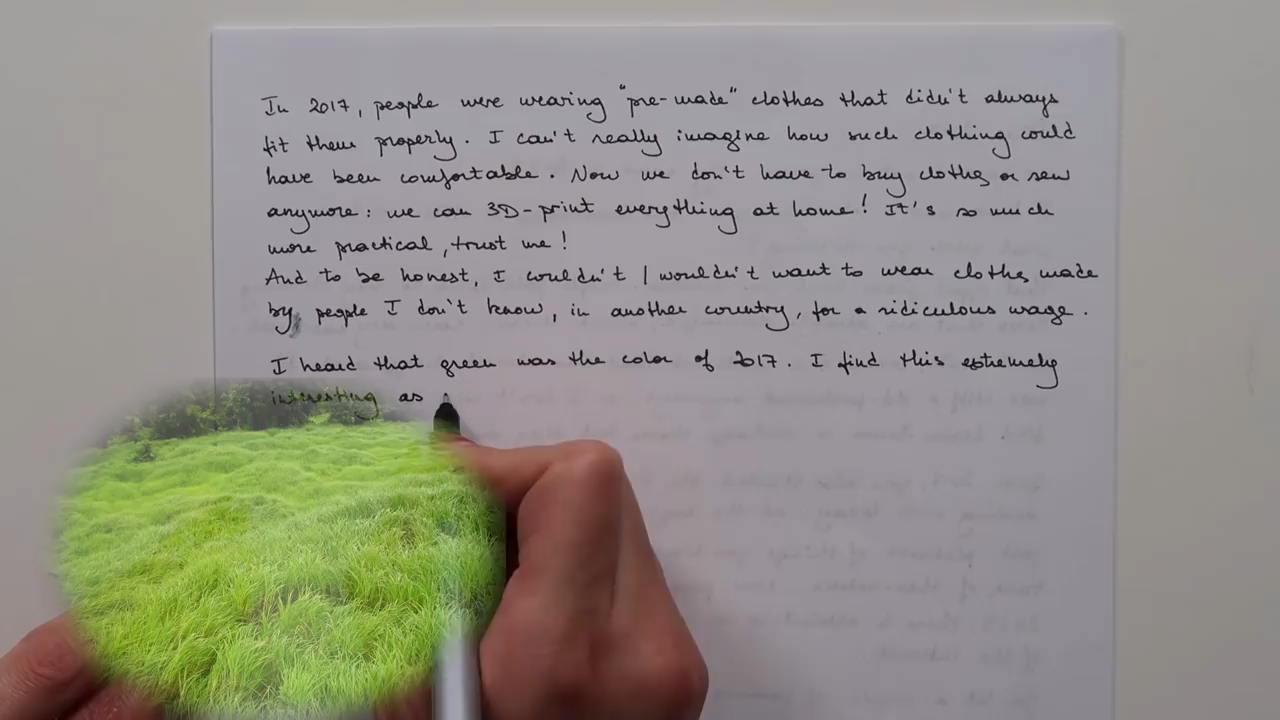 In 2017, people were wearing "pre-made" clothes that didn't always
fit them properly. I can't really imagine how such clothing could
have been comfortable. Now we don't have to buy clothes or sew
anymore: we can 3D-print everything at home! It's so much
more practical, trust me!
And to be honest, I couldn't / wouldn't want to wear clothes made
by people I don't know, in another country, for a ridiculous wage.
I heard that green was the color of 2017. I find this extremely
interesting as